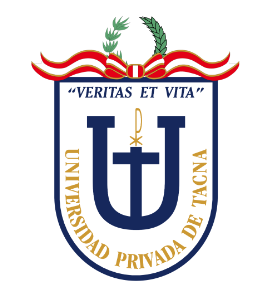 "VERITAS ET VITA"
UNIVERSIDAD PRIVADA DE TACNA